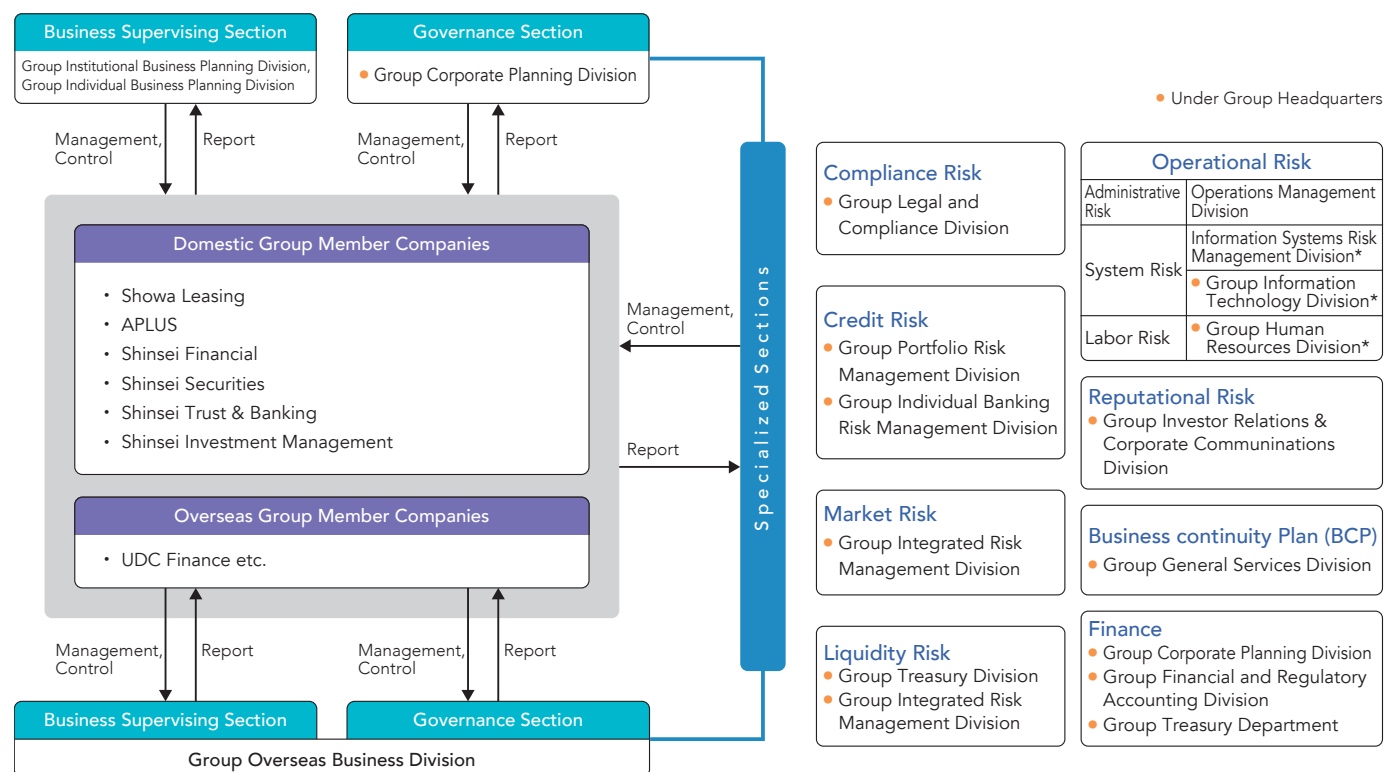 Business Supervising Section
Group Institutional Business Planning Division,
Group Individual Business Planning Division
Governance Section
• Group Corporate Planning Division
• Under Group Headquarters
Management,
Control
Report
Management,
Control
Report
Domestic Group Member Companies
・ Showa Leasing
・ APLUS
・ Shinsei Financial
・ Shinsei Securities
・ Shinsei Trust & Banking
・ Shinsei Investment Management
Overseas Group Member Companies
・ UDC Finance etc.
Management,
Control
Report
Management,
Control
Report
Management,
Control
Report
Business Supervising Section
Governance Section
Group Overseas Business Division
Specialized Sections
Compliance Risk
• Group Legal and
Compliance Division
Credit Risk
• Group Portfolio Risk
Management Division
• Group Individual Banking
Risk Management Division
Market Risk
• Group Integrated Risk
Management Division
Liquidity Risk
• Group Treasury Division
• Group Integrated Risk
Management Division
Operational Risk
Administrative
Risk
Operations Management
Division
System Risk
Information Systems Risk
Management Division*
• Group Information
Technology Division*
Labor Risk
• Group Human
Resources Division*
Reputational Risk
• Group Investor Relations &
Corporate Communinations
Division
Business continuity Plan (BCP)
• Group General Services Division
Finance
• Group Corporate Planning Division
• Group Financial and Regulatory
Accounting Division
• Group Treasury Department